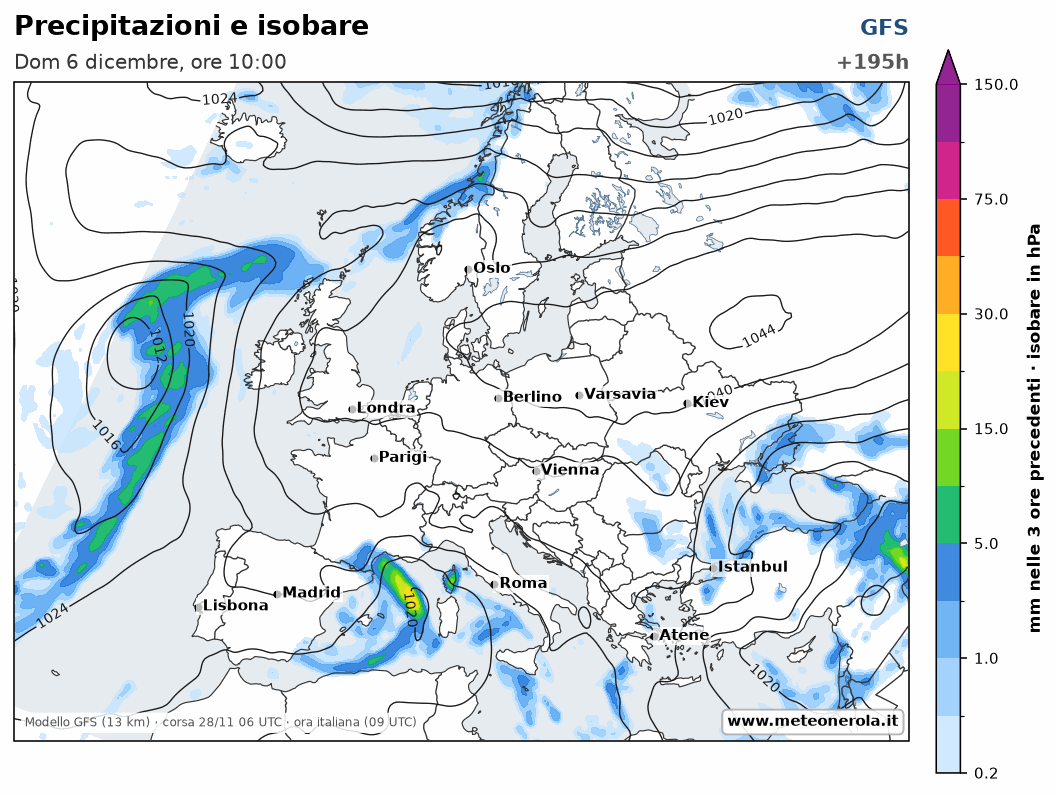 Precipitazioni e isobare
GFS
Dom 6 dicembre, ore 10:00
+195h
1024
1020
150.0
75.0
30.0
15.0
5.0
1.0
0.2
mm nelle 3 ore precedenti · isobare in hPa
Oslo
1020
1012
1044
Berlino
Varsavia
Kiev
Londra
1016
Parigi
Vienna
Istanbul
Roma
Madrid
1020
Lisbona
1024
Atene
1020
Modello GFS (13 km) · corsa 28/11 06 UTC · ora italiana (09 UTC)
www.meteonerola.it